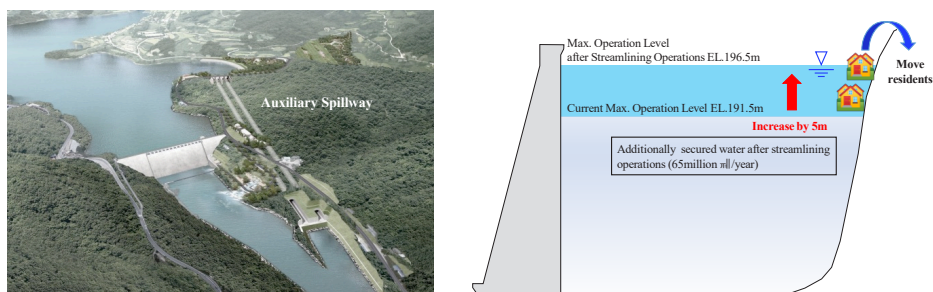 Auxiliary Spillway
Max. Operation Level
after Streamlining Operations EL.196.5m
Move
residents
Current Max. Operation Level EL.191.5m
Increase by 5m
Additionally secured water after streamlining
operations (65million ㎥/year)